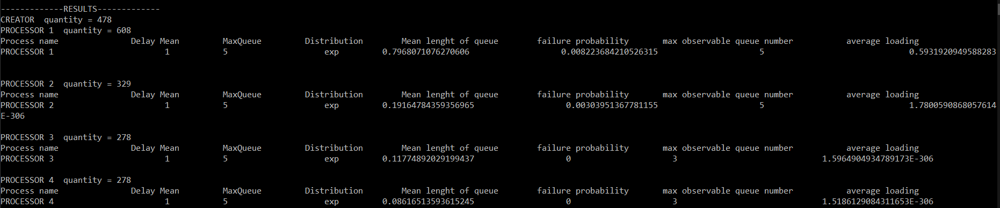 -------------RESULTS-------------
CREATOR  quantity = 478
PROCESSOR 1  quantity = 608
Process name               Delay Mean         MaxQueue         Distribution        Mean lenght of queue        failure probability       max observable queue number           average loading
PROCESSOR 1                       1           5                    exp         0.7968071076270606                   0.008223684210526315                     5                              0.5931920949588283
PROCESSOR 2  quantity = 329
Process name               Delay Mean         MaxQueue         Distribution        Mean lenght of queue        failure probability       max observable queue number           average loading
PROCESSOR 2                       1           5                    exp         0.19164784359356965                   0.00303951367781155                     5                              1.7800590868057614
E-306
PROCESSOR 3  quantity = 278
Process name               Delay Mean         MaxQueue         Distribution        Mean lenght of queue        failure probability       max observable queue number           average loading
PROCESSOR 3                       1           5                    exp         0.11774892029199437                   0                     3                              1.5964904934789173E-306
PROCESSOR 4  quantity = 278
Process name               Delay Mean         MaxQueue         Distribution        Mean lenght of queue        failure probability       max observable queue number           average loading
PROCESSOR 4                       1           5                    exp         0.08616513593615245                   0                     3                              1.5186129084311653E-306